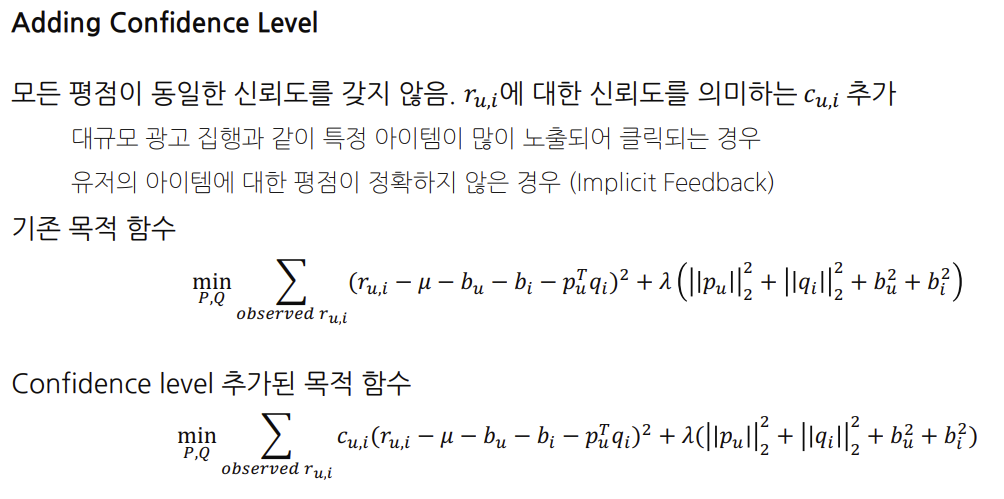 Adding Confidence Level
모든 평점이 동일한 신뢰도를 갖지 않음. $r_{u,i}$에 대한 신뢰도를 의미하는 $c_{u,i}$ 추가
대규모 광고 집행과 같이 특정 아이템이 많이 노출되어 클릭되는 경우
유저의 아이템에 대한 평점이 정확하지 않은 경우 (Implicit Feedback)
기존 목적 함수
$\min_{P,Q} \sum_{observed\ r_{u,i}} (r_{u,i} - \mu - b_u - b_i - p_u^T q_i)^2 + \lambda \left( ||p_u||_2^2 + ||q_i||_2^2 + b_u^2 + b_i^2 \right)$
Confidence level 추가된 목적 함수
$\min_{P,Q} \sum_{observed\ r_{u,i}} c_{u,i}(r_{u,i} - \mu - b_u - b_i - p_u^T q_i)^2 + \lambda(||p_u||_2^2 + ||q_i||_2^2 + b_u^2 + b_i^2)$